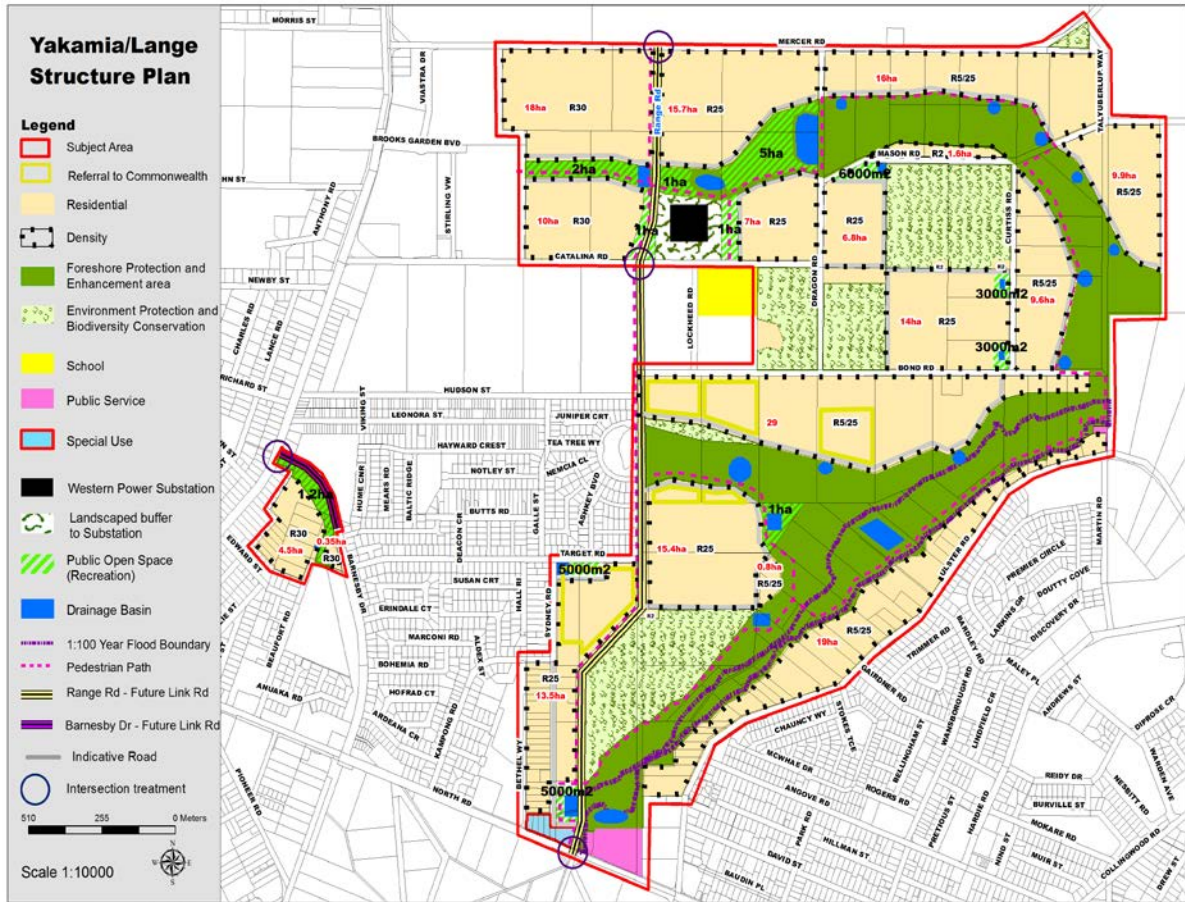 Yakamia/Lange
Structure Plan
Legend
Subject Area
Referral to Commonwealth
Residential
Density
Foreshore Protection and
Enhancement area
Environment Protection and
Biodiversity Conservation
School
Public Service
Special Use
Western Power Substation
Landscaped buffer
to Substation
Public Open Space
(Recreation)
Drainage Basin
1:100 Year Flood Boundary
Pedestrian Path
Range Rd - Future Link Rd
Barnesby Dr - Future Link Rd
Indicative Road
Intersection treatment
510 255 0 Meters
N
W E
S
Scale 1:10000
MORRIS ST
VIASTRA DR
BROOKS GARDEN BVD
HN ST
ANTHONY RD
STIRLING VW
NEWBY ST
CHARLES RD
LANCE RD
RICHARD ST
MERCER RD
TALYUBERLUP WAY
18ha
R30
Range Rd
15.7ha
R25
16ha
R5/25
2ha
1ha
5ha
MASON RD
R2
1.6ha
6000m2
9.9ha
R5/25
10ha
R30
1ha
1ha
7ha
R25
R25
6.8ha
CURTISS RD
CATALINA RD
DRAGON RD
LOCKHEED RD
R2
R2
3000m2
R5/25
9.6ha
14ha
R25
3000m2
BOND RD
HUDSON ST
VIKING ST
LEONORA ST
JUNIPER CRT
HAYWARD CREST
TEA TREE WY
NOTLEY ST
NEMCIA CL
HUME CNR
MEARS RD
BALTIC RIDGE
BUTTS RD
GALLE ST
ASHKEY BVD
DEACON CR
29
R5/25
1.2ha
R30
4.5ha
0.35ha
R30
EDWARD ST
BARNESBY DR
TARGET RD
5000m2
15.4ha
R25
1ha
0.8ha
R5/25
R2
MARTIN RD
ULSTER RD
PREMIER CIRCLE
DOUTTY COVE
LARKINS GR
DISCOVERY DR
SUSAN CRT
HALL RI
SYDNEY RD
ERINDALE CT
BEAUFORT RD
MARCONI RD
ALDEX ST
BOHEMIA RD
ANUAKA RD
HOFRAD CT
ARDEANA CR
KAMPONG RD
R25
13.5ha
BETHEL WY
NORTH RD
PIONEER RD
5000m2
19ha
R5/25
TRIMMER RD
BARDLEY RD
MALEY PL
GAIRDNER RD
WANSBOROUGH RD
LINDFIELD CR
ANDREWS ST
CHAUNCY WY
STOKES TCE
BELLINGHAM ST
DIPROSE CR
WARDEN AVE
MCWHAE DR
ROGERS RD
REIDY DR
NESBITT RD
ANGOVE RD
PRETIOUS ST
HARDIE RD
BURVILLE ST
PARK RD
HILLMAN ST
NIND ST
MOKARE RD
DAVID ST
MUIR ST
COLLINGWOOD RD
DREW ST
BAUDIN PL